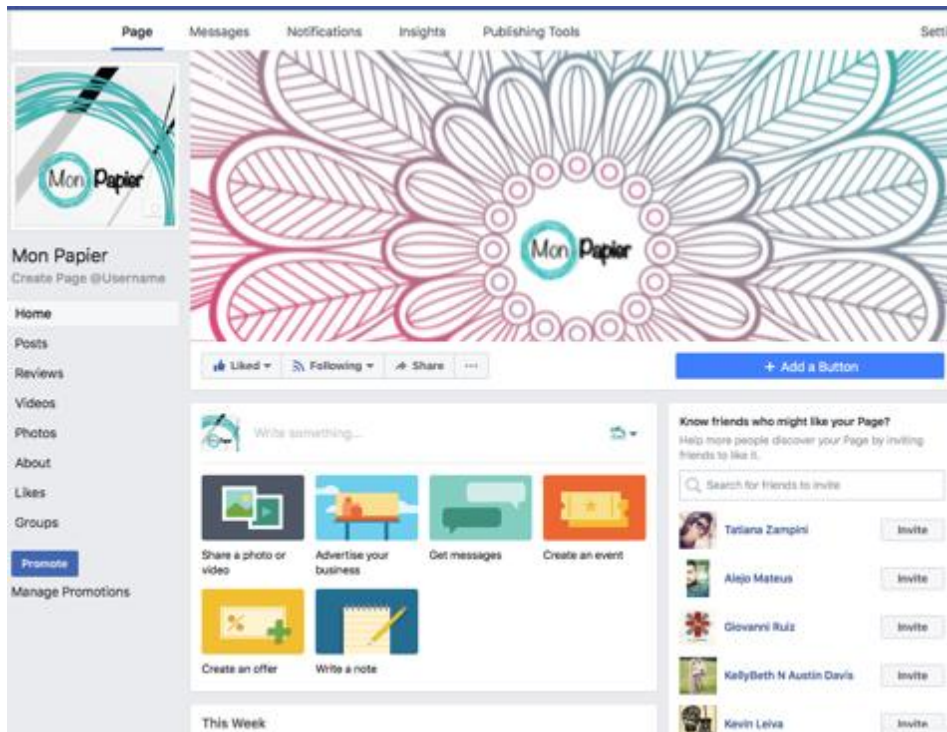 Page Messages Notifications Insights Publishing Tools Setti
Mon Papier
Mon Papier
Create Page @Username
Home
Posts
Reviews
Videos
Photos
About
Likes
Groups
Promote
Manage Promotions
Mon Papier
Liked Following Share ...
+ Add a Button
Write something...
Share a photo or
video
Advertise your
business
Get messages
Create an event
Create an offer
Write a note
This Week
Know friends who might like your Page?
Help more people discover your Page by inviting
friends to like it.
Search for friends to invite
Tatiana Zampini Invite
Alejo Mateus Invite
Giovanni Ruiz Invite
KellyBeth N Austin Davis Invite
Kevin Leiva Invite